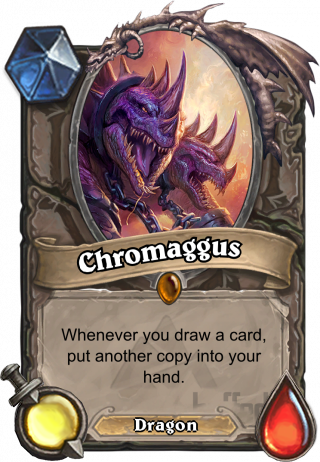 Chromaggus
Whenever you draw a card,
put another copy into your
hand.
Dragon